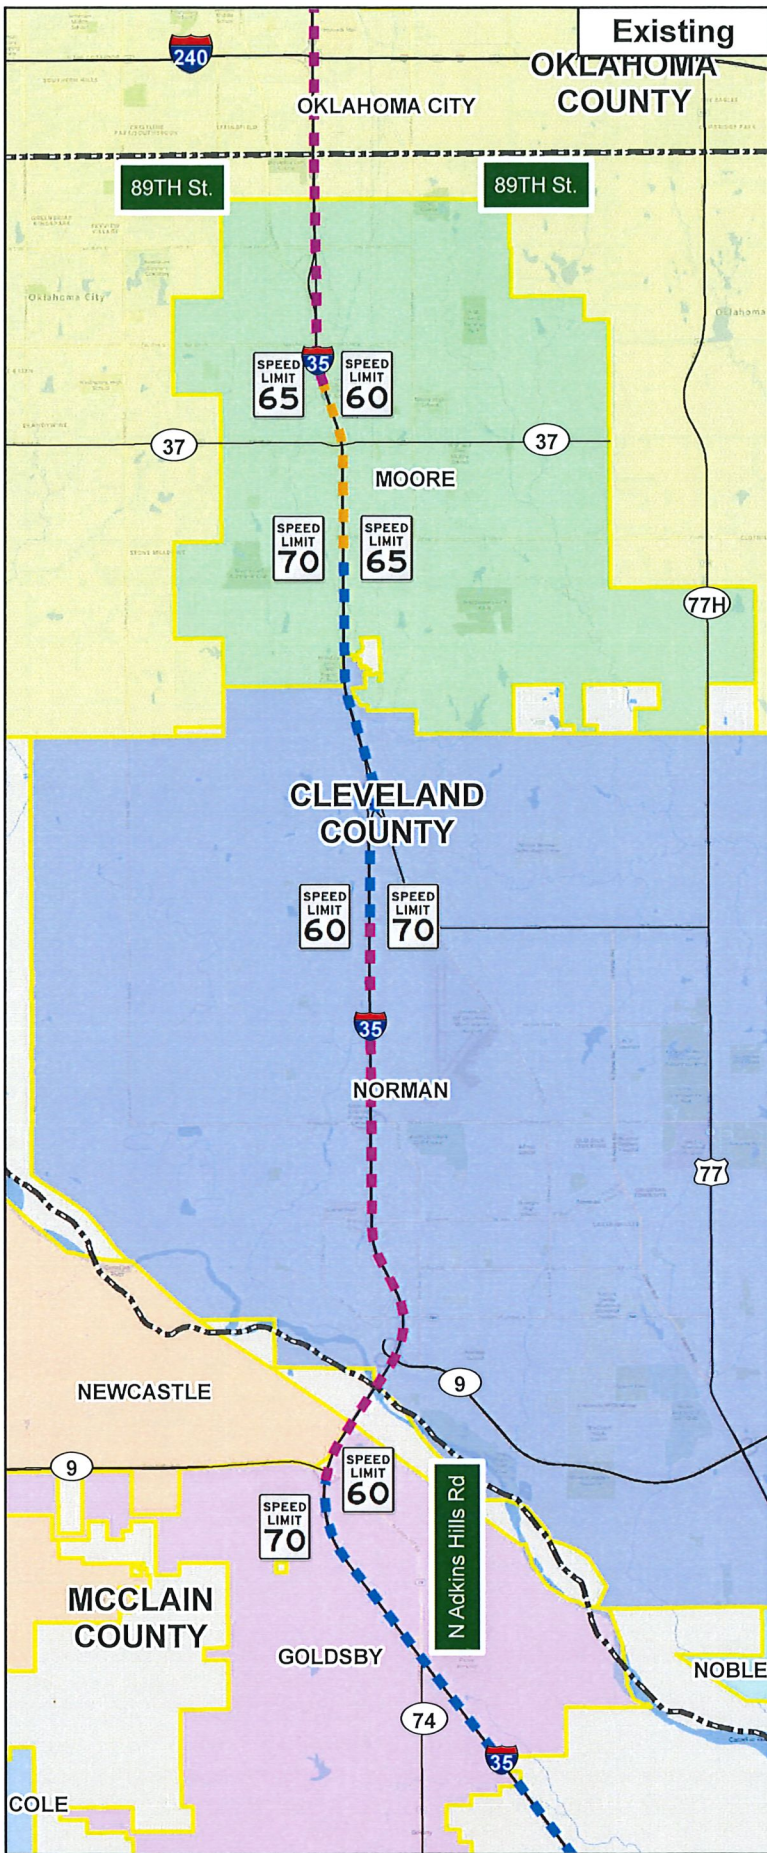 Existing
240
OKLAHOMA
COUNTY
OKLAHOMA CITY
89TH St.
89TH St.
Oklahoma City
Oklahoma
35
SPEED
LIMIT
65
SPEED
LIMIT
60
37
37
MOORE
SPEED
LIMIT
70
SPEED
LIMIT
65
77H
CLEVELAND
COUNTY
SPEED
LIMIT
60
SPEED
LIMIT
70
35
NORMAN
77
9
NEWCASTLE
9
SPEED
LIMIT
60
SPEED
LIMIT
70
N Adkins Hills Rd
MCCLAIN
COUNTY
GOLDSBY
NOBLE
74
35
COLE